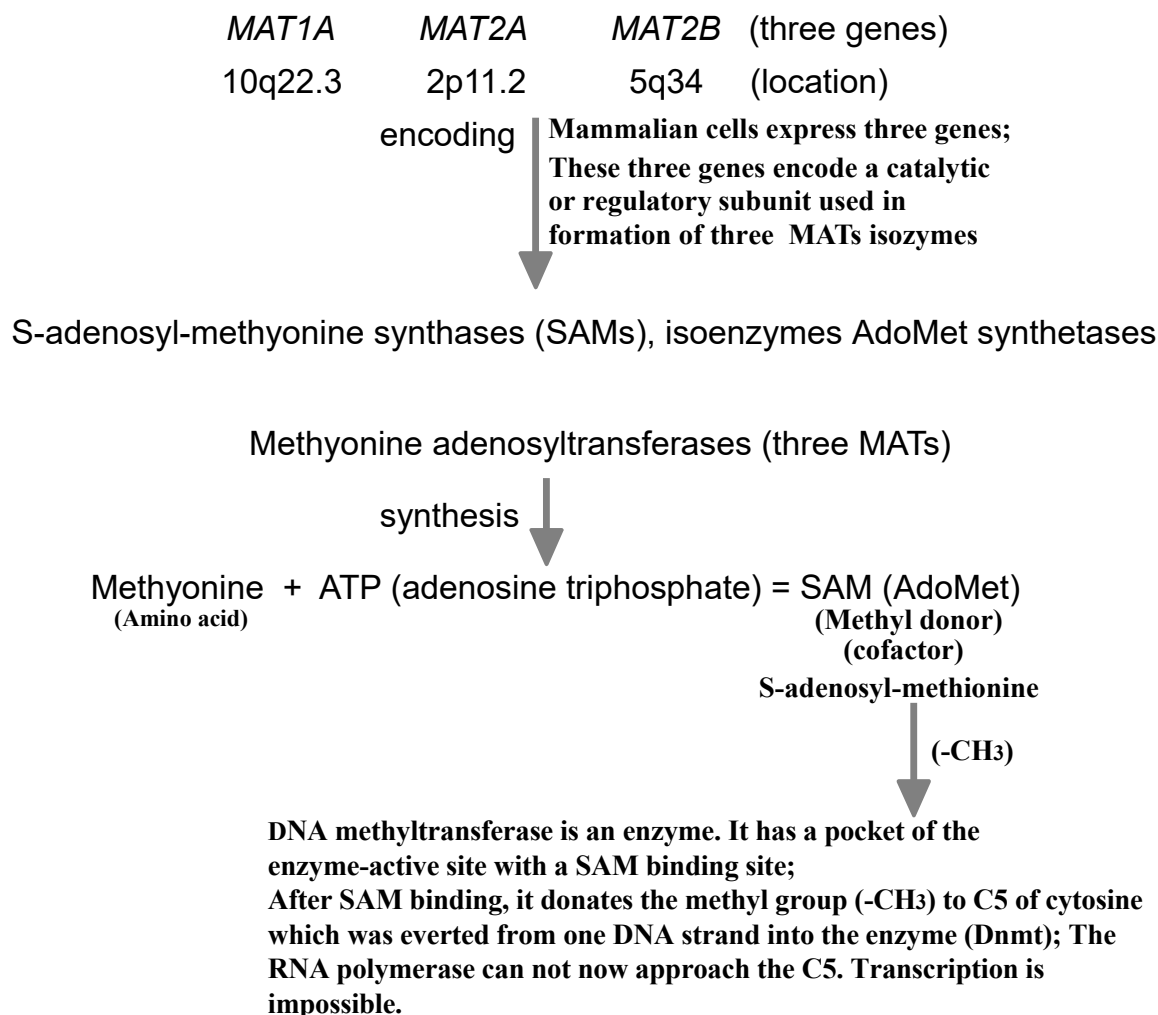 MAT1A MAT2A MAT2B (three genes)
10q22.3 2p11.2 5q34 (location)
encoding
Mammalian cells express three genes;
These three genes encode a catalytic
or regulatory subunit used in
formation of three MATs isozymes
S-adenosyl-methyonine synthases (SAMs), isoenzymes AdoMet synthetases
Methyonine adenosyltransferases (three MATs)
synthesis
Methyonine + ATP (adenosine triphosphate) = SAM (AdoMet)
(Amino acid) (Methyl donor)
(cofactor)
S-adenosyl-methionine
(-CH3)
DNA methyltransferase is an enzyme. It has a pocket of the
enzyme-active site with a SAM binding site;
After SAM binding, it donates the methyl group (-CH3) to C5 of cytosine
which was everted from one DNA strand into the enzyme (Dnmt); The
RNA polymerase can not now approach the C5. Transcription is
impossible.